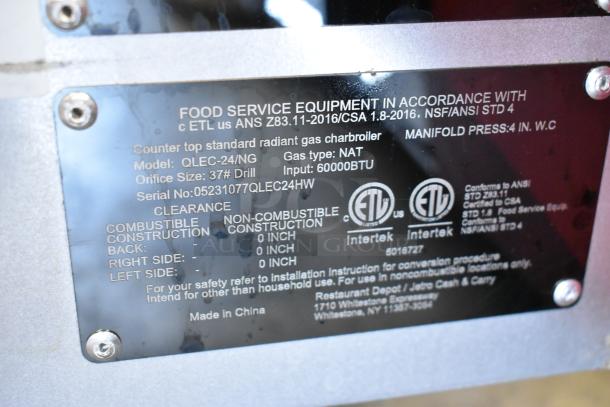 FOOD SERVICE EQUIPMENT IN ACCORDANCE WITH
c ETL us ANS Z83.11-2016/CSA 1.8-2016, NSF/ANSI STD 4
Counter top standard radiant gas charbroiler MANIFOLD PRESS:4 IN. W.C
Model: QLEC-24/NG Gas type: NAT
Orifice Size: 37# Drill Input: 60000BTU
Serial No:05231077QLEC24HW
CLEARANCE
COMBUSTIBLE NON-COMBUSTIBLE
CONSTRUCTION CONSTRUCTION
BACK: - 0 INCH
RIGHT SIDE: - 0 INCH
LEFT SIDE: - 0 INCH
c ETL us ETL
LISTED
Intertek Intertek
5016727
Conforms to ANSI
STD Z83.11
Certified to CSA
STD 1.8 Food Service Equip.
Conforms to
NSF/ANSI STD 4
For your safety refer to Installation Instruction for conversion procedure
Intend for other than household use. For use in noncombustible locations only.
Restaurant Depot / Jetro Cash & Carry
1710 Whitestone Expressway
Whitestone, NY 11357-3054
Made in China